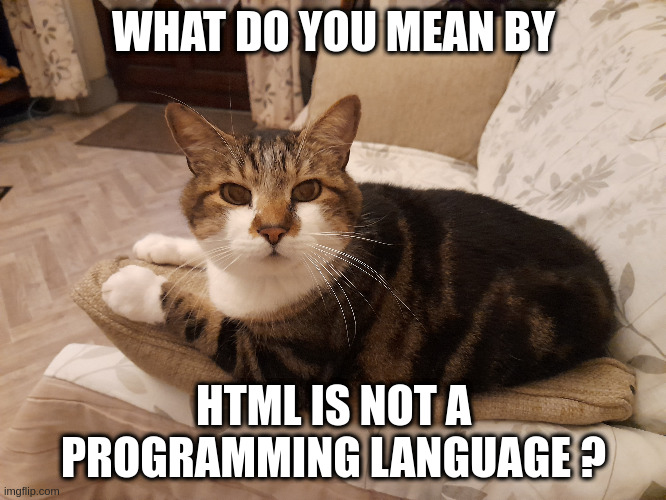 WHAT DO YOU MEAN BY
HTML IS NOT A
PROGRAMMING LANGUAGE ?
imgflip.com